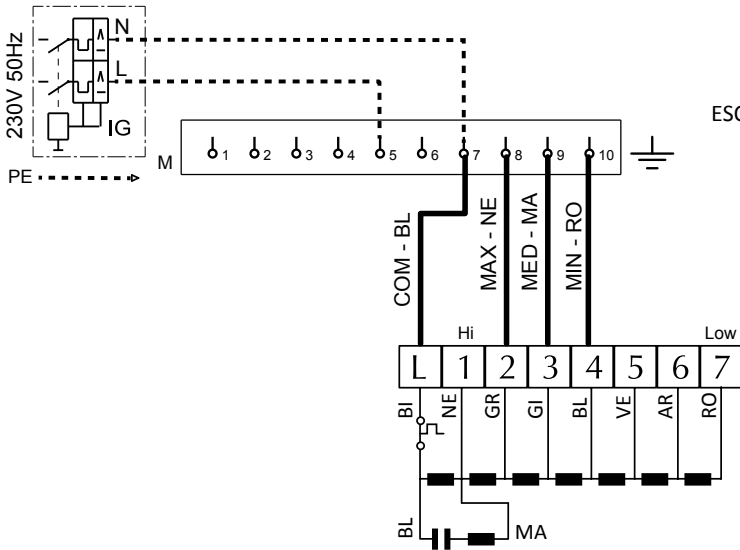 230V 50Hz
N
L
IG
PE
M
1 2 3 4 5 6 7 8 9 10
ESC
COM - BL
MAX - NE
MED - MA
MIN - RO
Hi
Low
L 1 2 3 4 5 6 7
BI NE GR GI BL VE AR RO
BL
MA